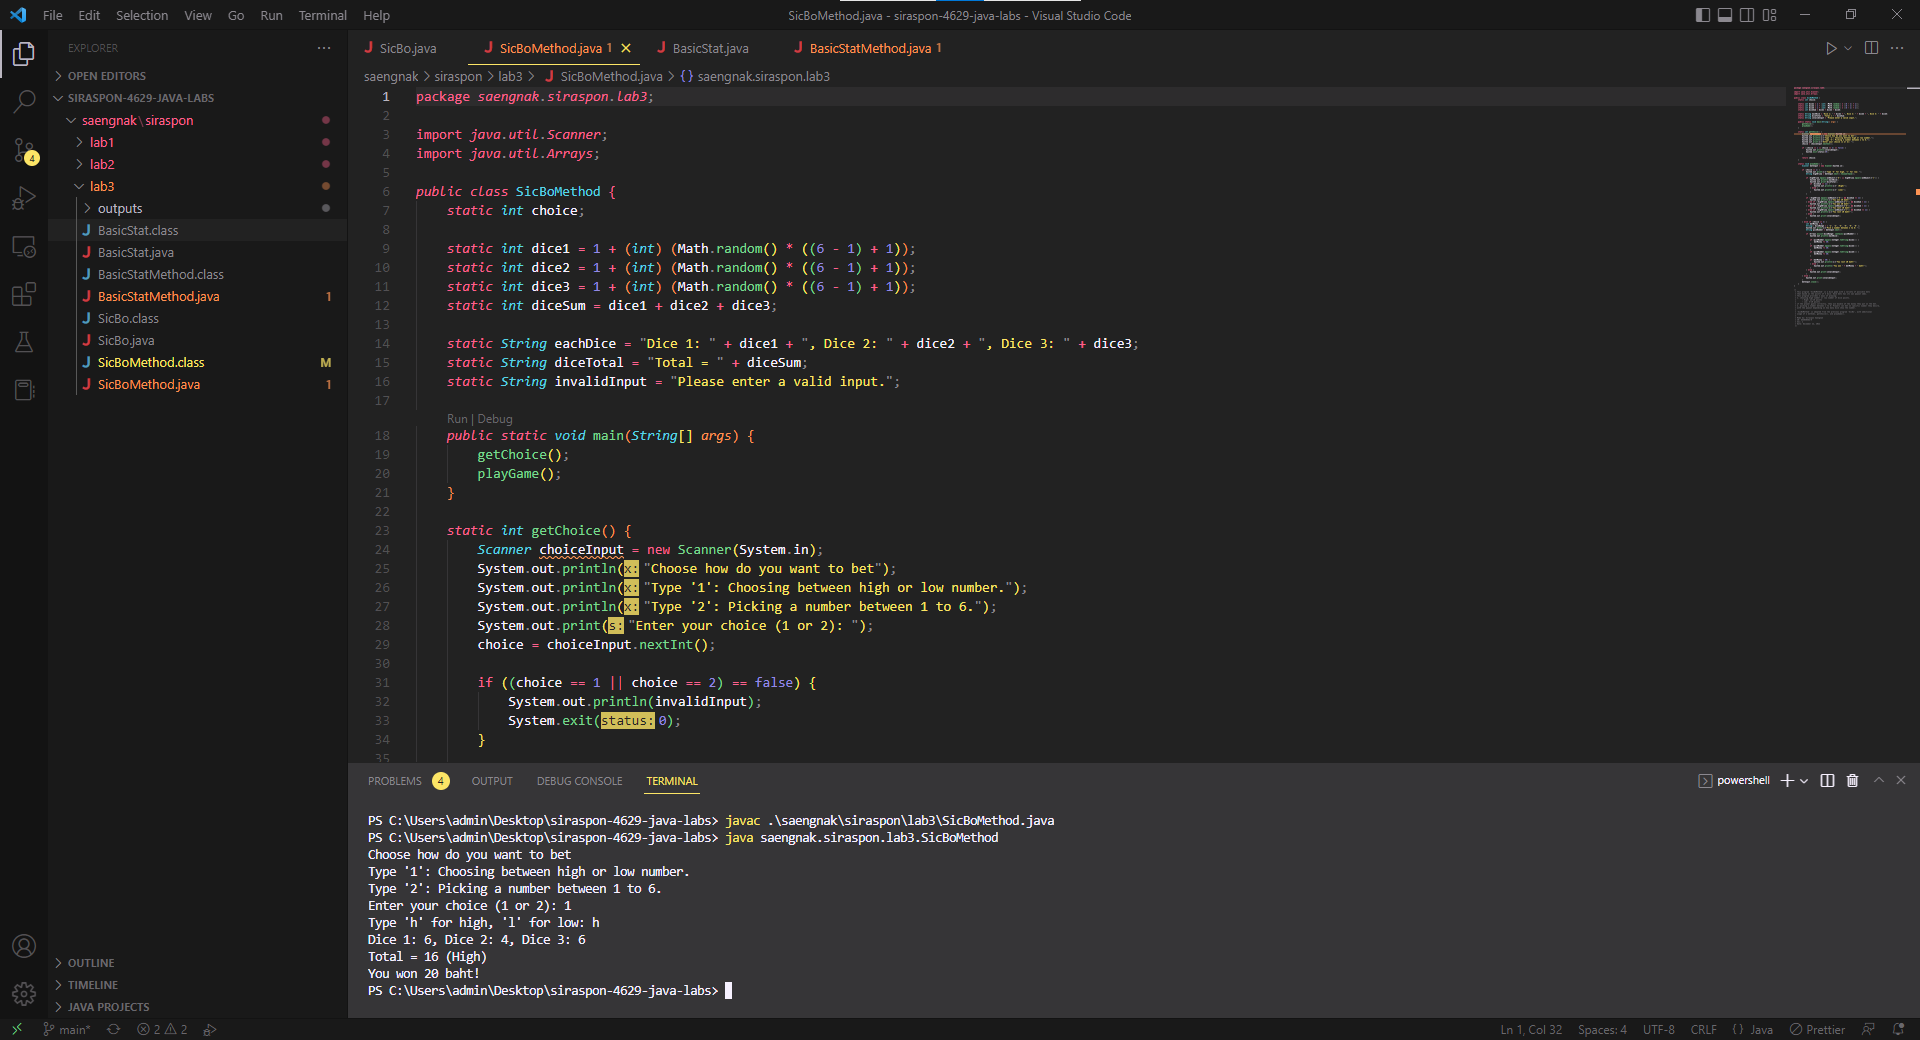 File Edit Selection View Go Run Terminal Help
SicBoMethod.java - siraspon-4629-java-labs - Visual Studio Code
EXPLORER
OPEN EDITORS
SIRASPON-4629-JAVA-LABS
saengnak \ siraspon
lab1
lab2
lab3
outputs
BasicStat.class
BasicStat.java
BasicStatMethod.class
BasicStatMethod.java 1
SicBo.class
SicBo.java
SicBoMethod.class M
SicBoMethod.java 1
OUTLINE
TIMELINE
JAVA PROJECTS
4
SicBo.java SicBoMethod.java 1 BasicStat.java BasicStatMethod.java 1
saengnak > siraspon > lab3 > SicBoMethod.java > {} saengnak.siraspon.lab3
1 package saengnak.siraspon.lab3;
2
3 import java.util.Scanner;
4 import java.util.Arrays;
5
6 public class SicBoMethod {
7 static int choice;
8
9 static int dice1 = 1 + (int) (Math.random() * ((6 - 1) + 1));
10 static int dice2 = 1 + (int) (Math.random() * ((6 - 1) + 1));
11 static int dice3 = 1 + (int) (Math.random() * ((6 - 1) + 1));
12 static int diceSum = dice1 + dice2 + dice3;
13
14 static String eachDice = "Dice 1: " + dice1 + ", Dice 2: " + dice2 + ", Dice 3: " + dice3;
15 static String diceTotal = "Total = " + diceSum;
16 static String invalidInput = "Please enter a valid input.";
17
Run | Debug
18 public static void main(String[] args) {
19 getChoice();
20 playGame();
21 }
22
23 static int getChoice() {
24 Scanner choiceInput = new Scanner(System.in);
25 System.out.println(x: "Choose how do you want to bet");
26 System.out.println(x: "Type '1': Choosing between high or low number.");
27 System.out.println(x: "Type '2': Picking a number between 1 to 6.");
28 System.out.print(s: "Enter your choice (1 or 2): ");
29 choice = choiceInput.nextInt();
30
31 if ((choice == 1 || choice == 2) == false) {
32 System.out.println(invalidInput);
33 System.exit(status: 0);
34 }
35
PROBLEMS 4 OUTPUT DEBUG CONSOLE TERMINAL
powershell
PS C:\Users\admin\Desktop\siraspon-4629-java-labs> javac .\saengnak\siraspon\lab3\SicBoMethod.java
PS C:\Users\admin\Desktop\siraspon-4629-java-labs> java saengnak.siraspon.lab3.SicBoMethod
Choose how do you want to bet
Type '1': Choosing between high or low number.
Type '2': Picking a number between 1 to 6.
Enter your choice (1 or 2): 1
Type 'h' for high, 'l' for low: h
Dice 1: 6, Dice 2: 4, Dice 3: 6
Total = 16 (High)
You won 20 baht!
PS C:\Users\admin\Desktop\siraspon-4629-java-labs>
main* 2 2
Ln 1, Col 32 Spaces: 4 UTF-8 CRLF {} Java Prettier